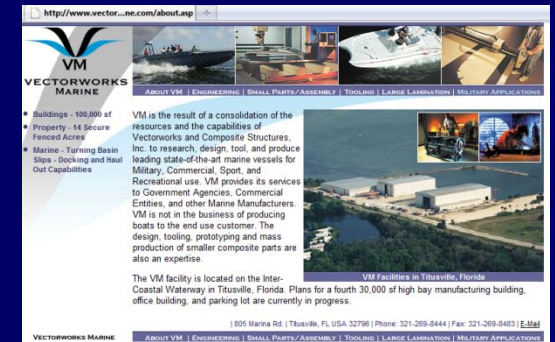 http://www.vector...ne.com/about.asp
VM
VECTORWORKS
MARINE
ABOUT VM | ENGINEERING | SMALL PARTS/ASSEMBLY | TOOLING | LARGE LAMINATION | MILITARY APPLICATIONS
Buildings - 100,000 sf
Property - 14 Secure
Fenced Acres
Marine - Turning Basin
Slips - Docking and Haul
Out Capabilities
VM is the result of a consolidation of the
resources and the capabilities of
Vectorworks and Composite Structures,
Inc. to research, design, tool, and produce
leading state-of-the-art marine vessels for
Military, Commercial, Sport, and
Recreational use. VM provides its services
to Government Agencies, Commercial
Entities, and other Marine Manufacturers.
VM is not in the business of producing
boats to the end use customer. The
design, tooling, prototyping and mass
production of smaller composite parts are
also an expertise.
VM Facilities in Titusville, Florida
The VM facility is located on the Inter-
Coastal Waterway in Titusville, Florida. Plans for a fourth 30,000 sf high bay manufacturing building,
office building, and parking lot are currently in progress.
| 805 Marina Rd. | Titusville, FL USA 32796 | Phone: 321-269-8444 | Fax: 321-269-8483 | E-Mail
VECTORWORKS MARINE
ABOUT VM | ENGINEERING | SMALL PARTS/ASSEMBLY | TOOLING | LARGE LAMINATION | MILITARY APPLICATIONS